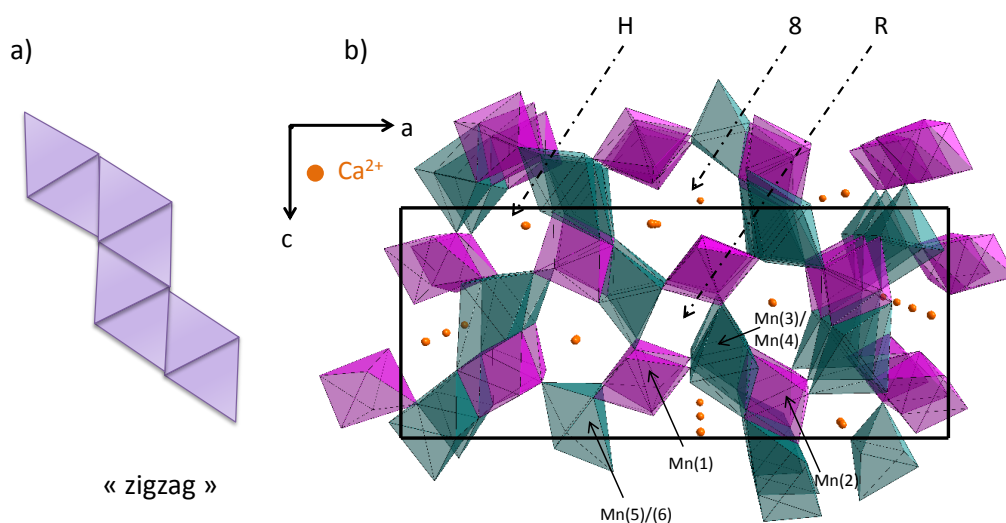 a)
« zigzag »
b)
H
8
R
a
Ca²⁺
c
Mn(3)/
Mn(4)
Mn(1)
Mn(2)
Mn(5)/(6)